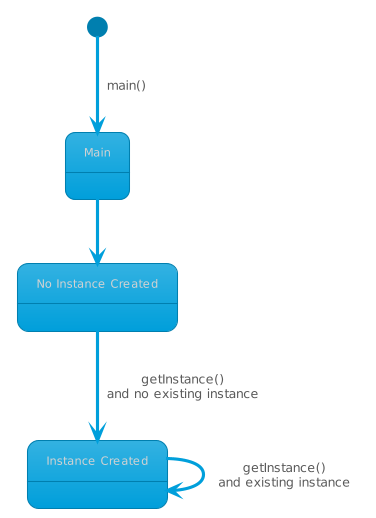 main()
Main
No Instance Created
getInstance()
and no existing instance
Instance Created
getInstance()
and existing instance